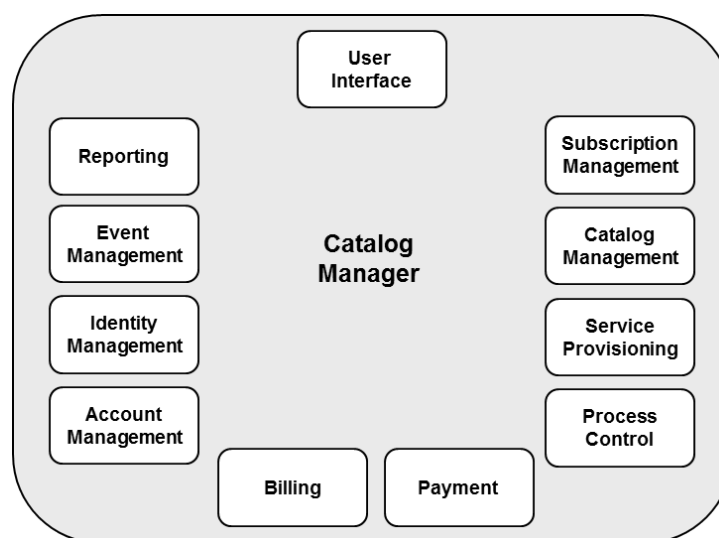 User
Interface
Reporting
Subscription
Management
Event
Management
Catalog
Manager
Catalog
Management
Identity
Management
Service
Provisioning
Account
Management
Process
Control
Billing
Payment